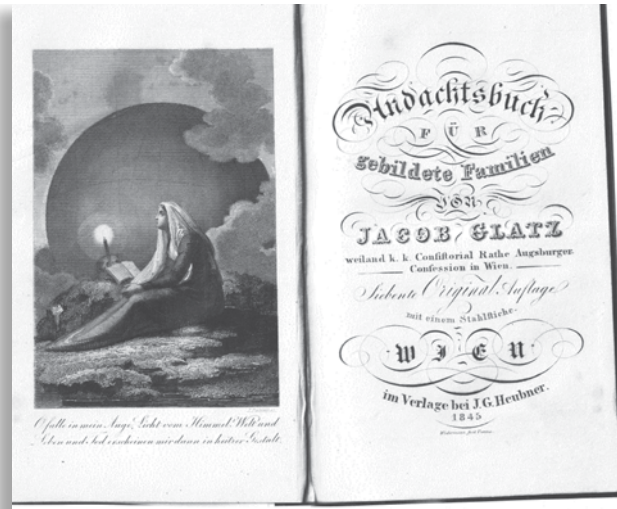 O falle in mein Auge, Licht vom Himmel! Welt und
Leben und Tod erscheinen mir dann in heitrer Gestalt.
Andachtsbuch
FÜR
gebildete Familien
VON
JACOB GLATZ
weiland k. k. Consistorial Rathe Augsburger
Confession in Wien.
Siebente Original Auflage
mit einem Stahlstiche.
WIEN
im Verlage bei J. G. Heubner.
1845